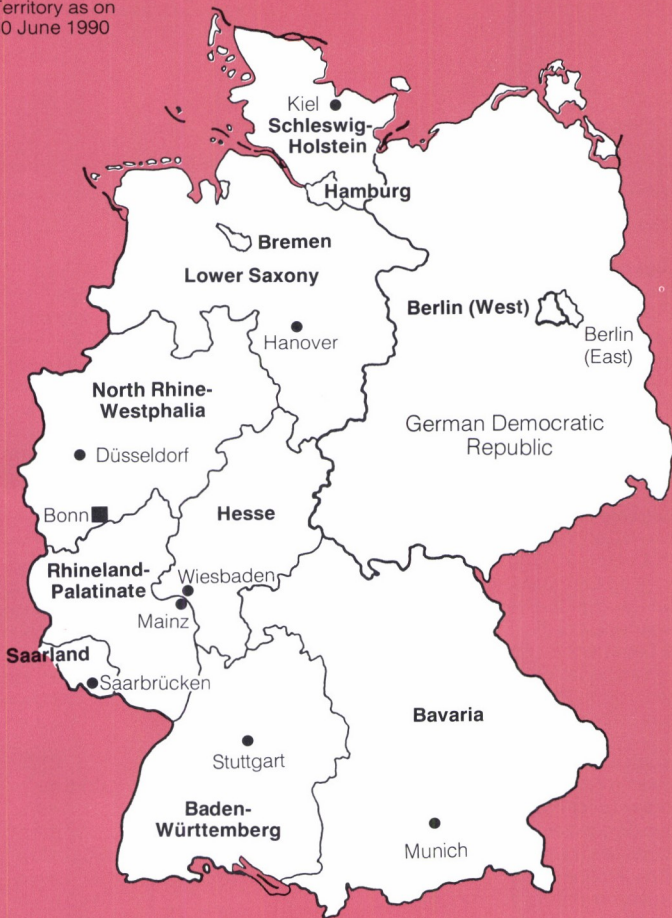 erritory as on
0 June 1990
Kiel
Schleswig-
Holstein
Hamburg
Bremen
Lower Saxony
Berlin (West)
Hanover
Berlin
(East)
North Rhine-
Westphalia
German Democratic
Republic
Düsseldorf
Bonn
Hesse
Rhineland-
Palatinate
Wiesbaden
Mainz
Saarland
Saarbrücken
Bavaria
Stuttgart
Baden-
Württemberg
Munich